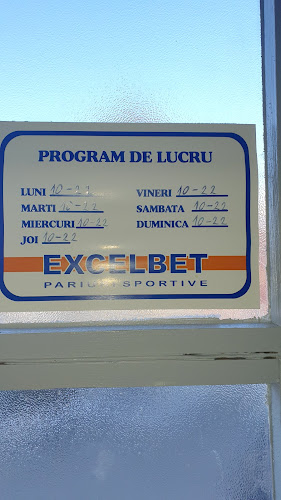 PROGRAM DE LUCRU
LUNI 10-22
MARTI 10-22
MIERCURI 10-22
JOI 10-22
VINERI 10-22
SAMBATA 10-22
DUMINICA 10-22
EXCELBET
PARIURI SPORTIVE